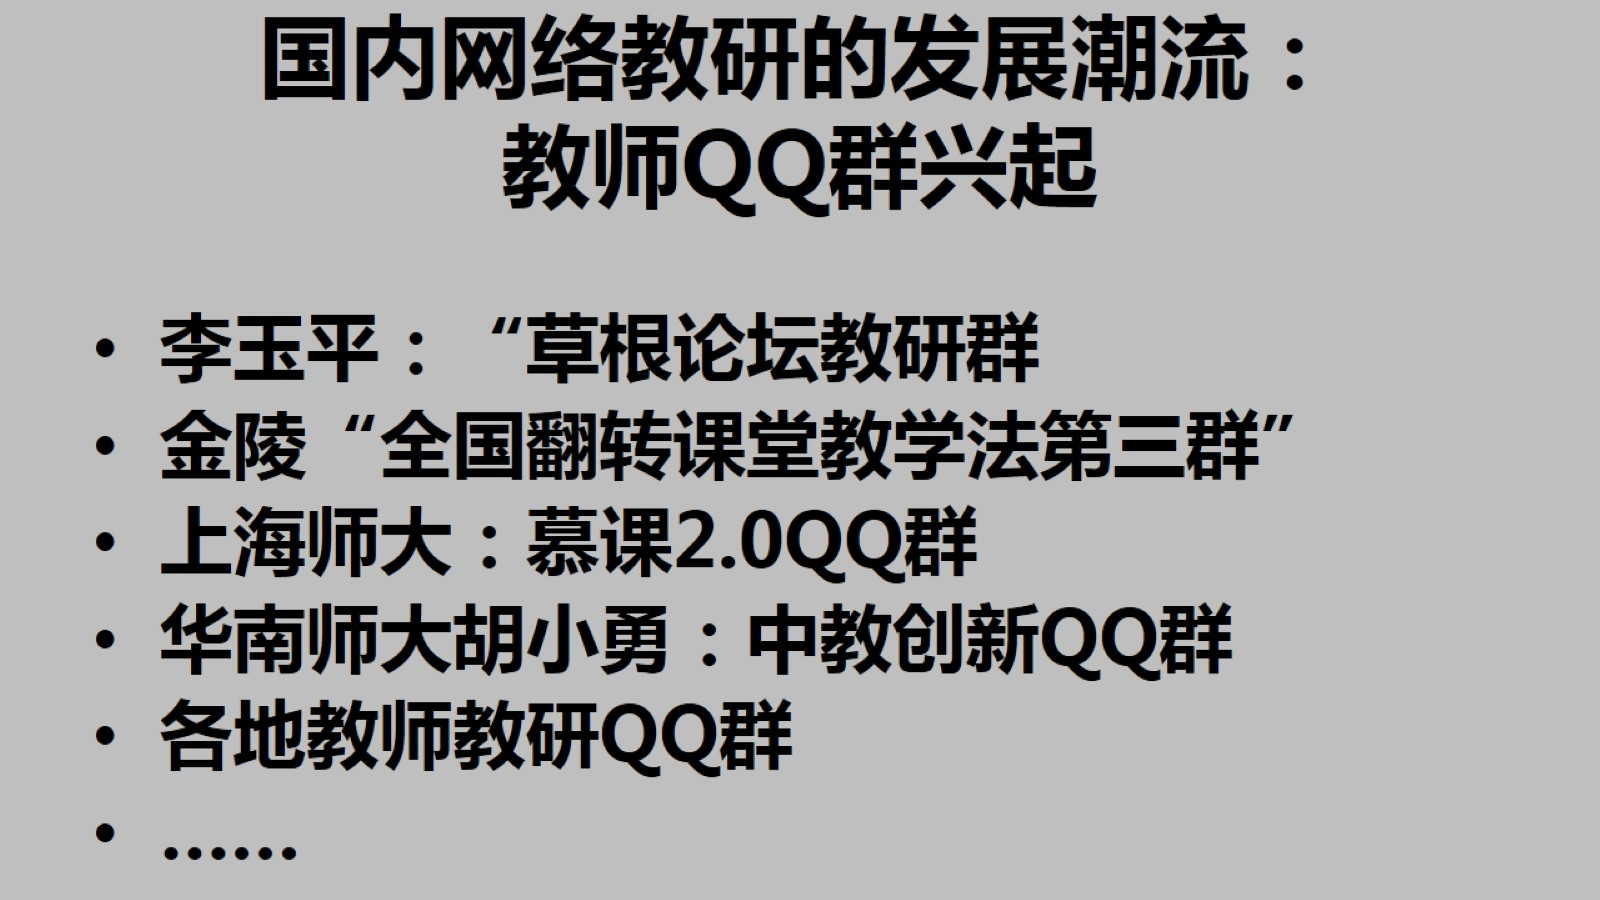 国内网络教研的发展潮流：
教师QQ群兴起
• 李玉平：“草根论坛教研群
• 金陵“全国翻转课堂教学法第三群”
• 上海师大：慕课2.0QQ群
• 华南师大胡小勇：中教创新QQ群
• 各地教师教研QQ群
• ……